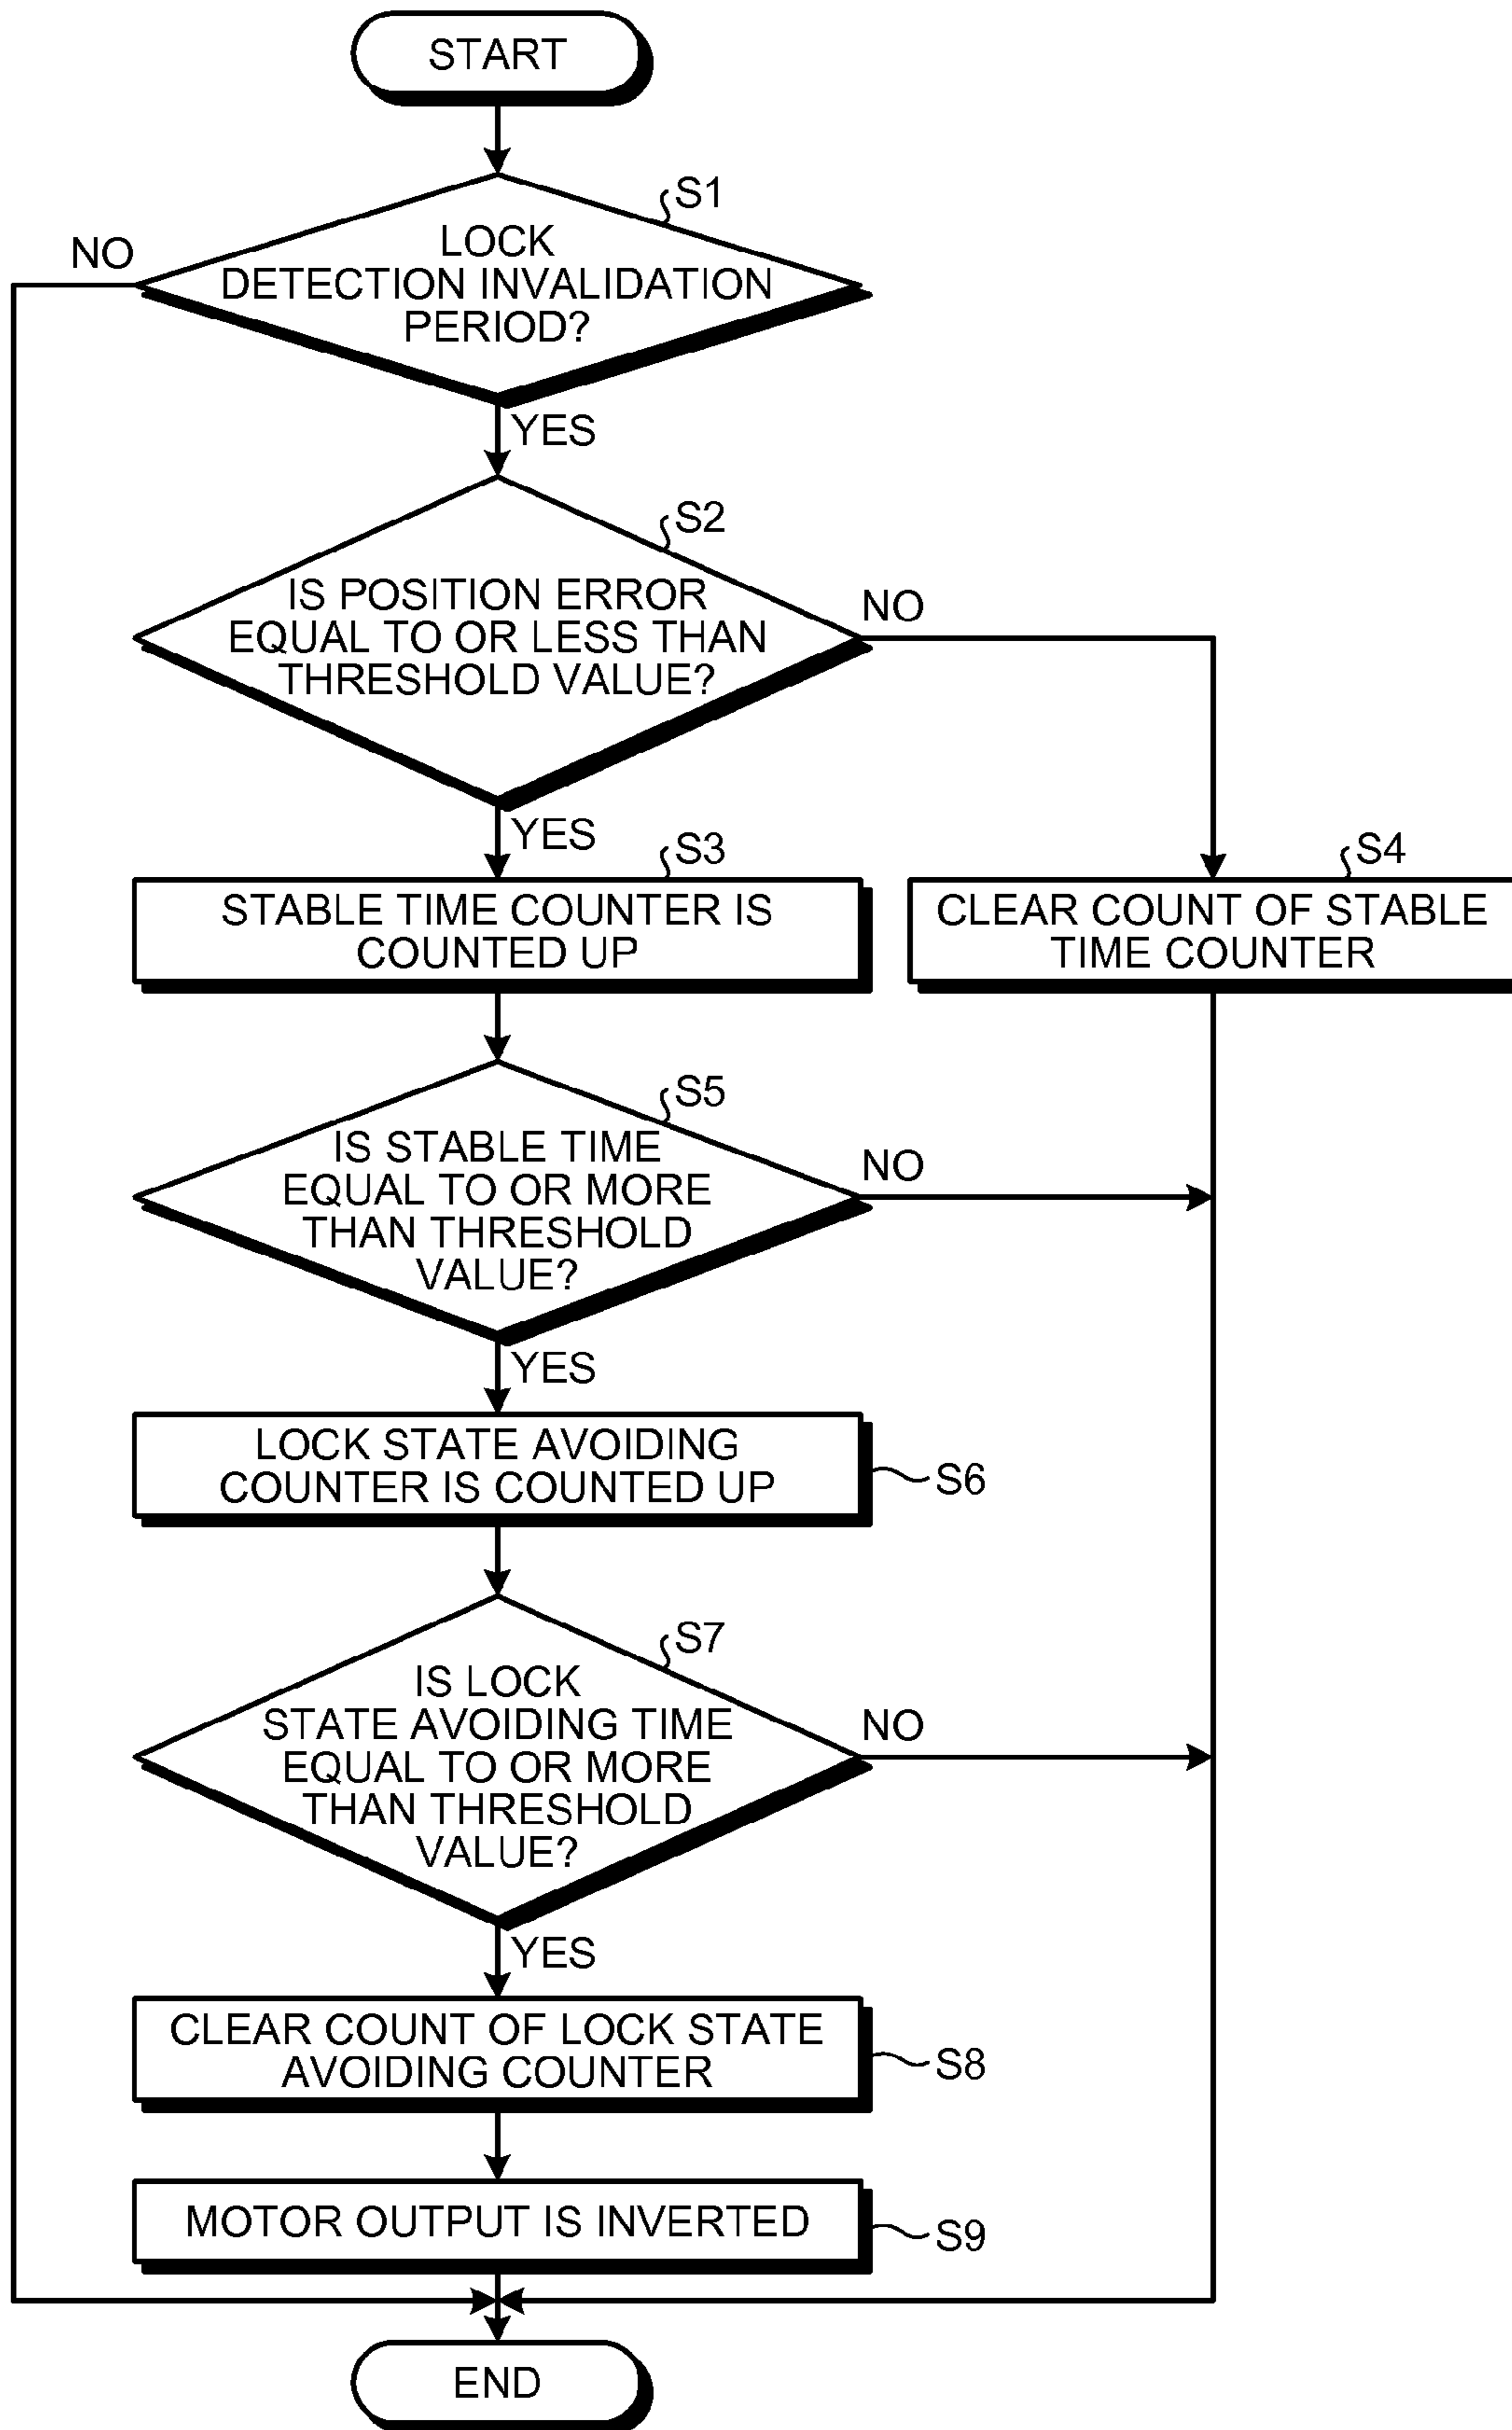 START
S1
NO
LOCK
DETECTION INVALIDATION
PERIOD?
YES
S2
IS POSITION ERROR
EQUAL TO OR LESS THAN
THRESHOLD VALUE?
NO
YES
S3
STABLE TIME COUNTER IS
COUNTED UP
S4
CLEAR COUNT OF STABLE
TIME COUNTER
S5
IS STABLE TIME
EQUAL TO OR MORE
THAN THRESHOLD
VALUE?
NO
YES
LOCK STATE AVOIDING
COUNTER IS COUNTED UP
S6
S7
IS LOCK
STATE AVOIDING TIME
EQUAL TO OR MORE
THAN THRESHOLD
VALUE?
NO
YES
CLEAR COUNT OF LOCK STATE
AVOIDING COUNTER
S8
MOTOR OUTPUT IS INVERTED
S9
END